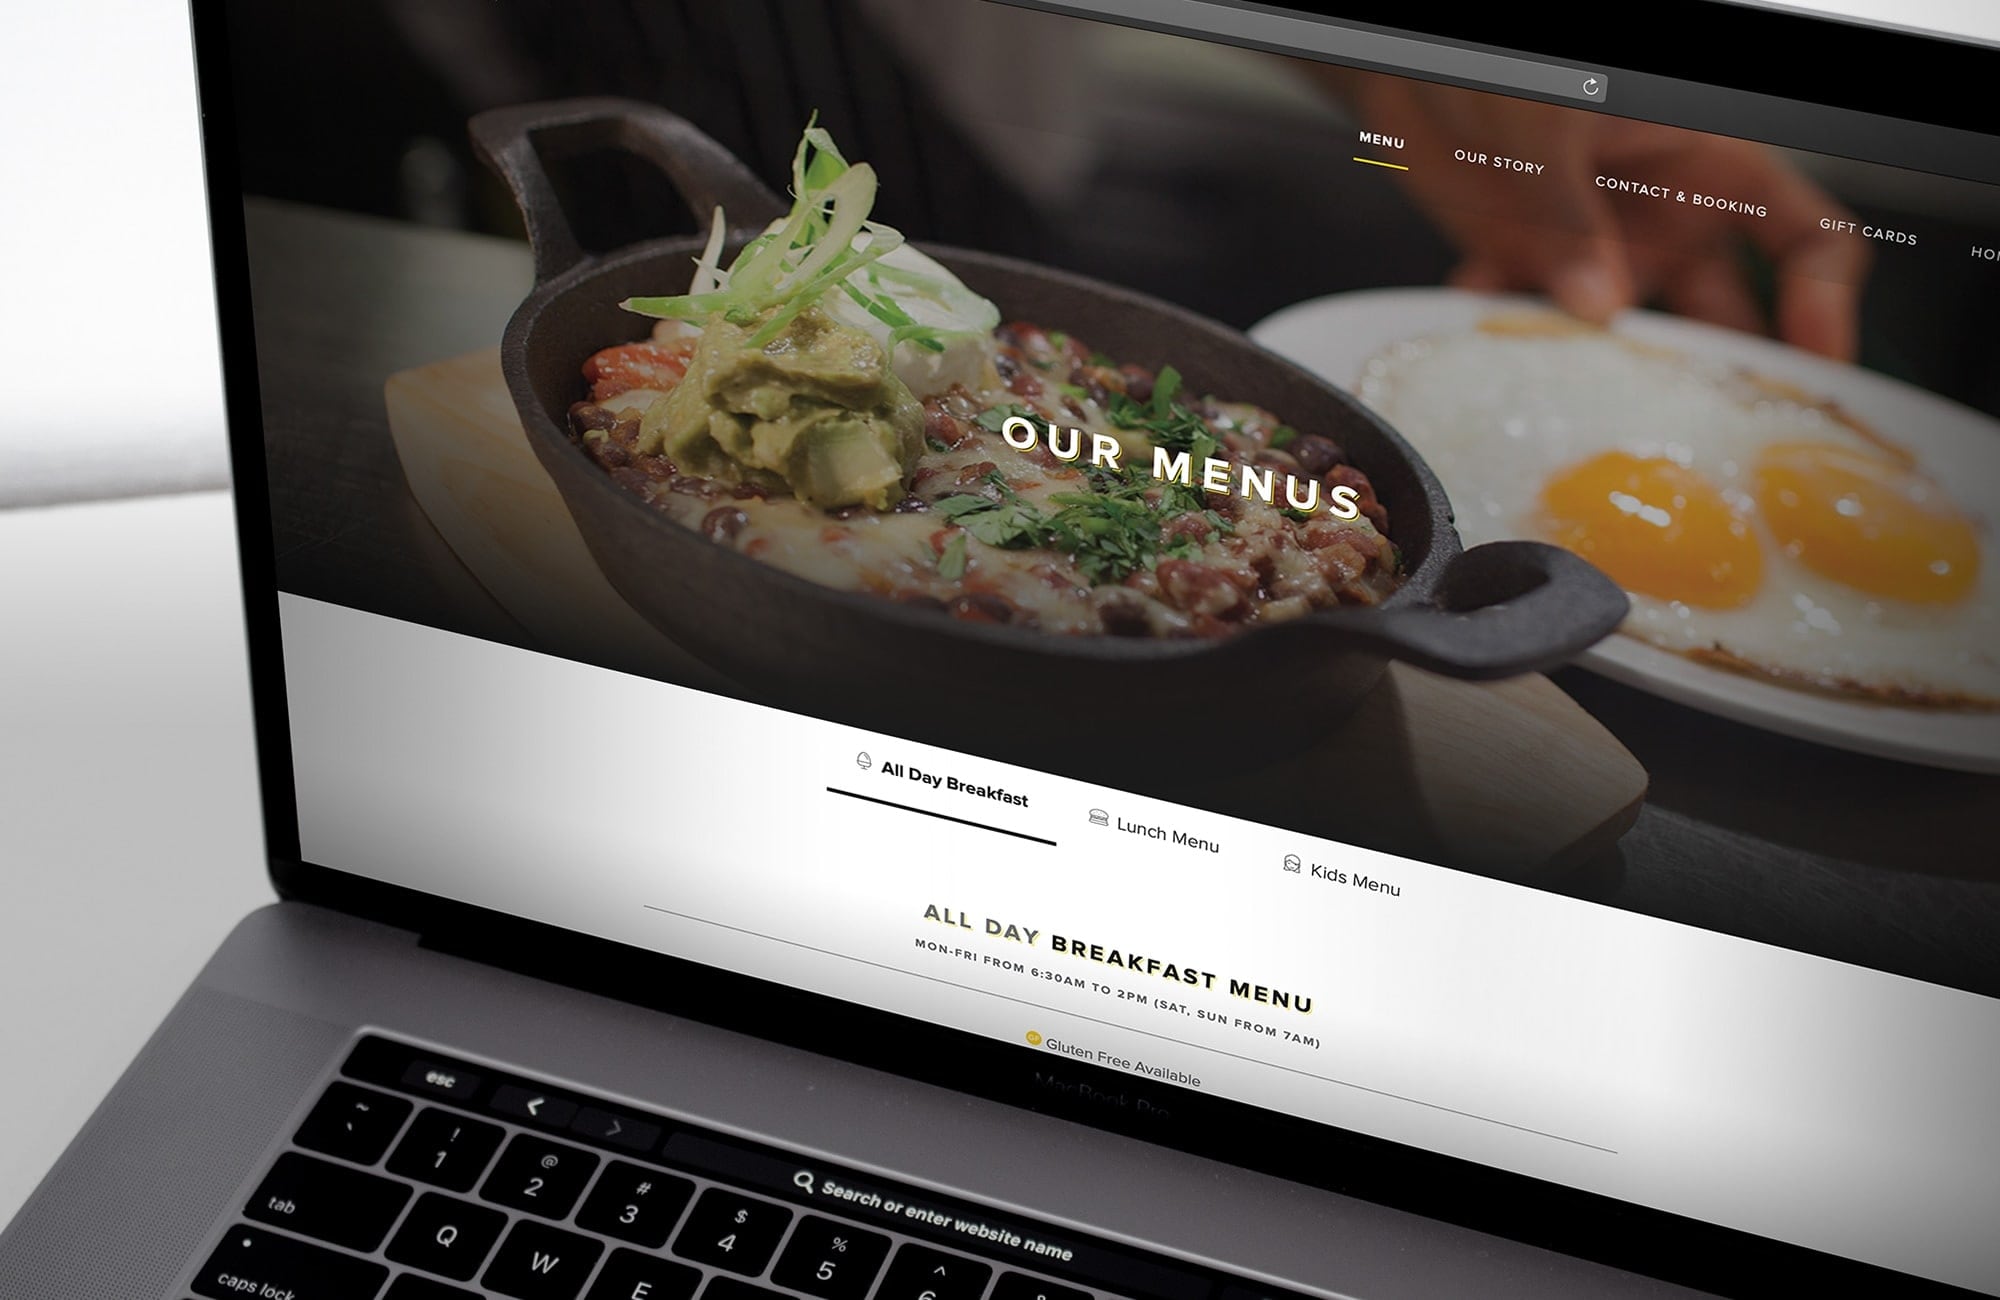 MENU
OUR STORY
CONTACT & BOOKING
GIFT CARDS
OUR MENUS
All Day Breakfast
Lunch Menu
Kids Menu
ALL DAY BREAKFAST MENU
MON-FRI FROM 6:30AM TO 2PM (SAT, SUN FROM 7AM)
GF Gluten Free Available
MacBook Pro
esc
Search or enter website name
~ `
! 1
@ 2
# 3
$ 4
% 5
^ 6
tab
Q
W
E
caps lock